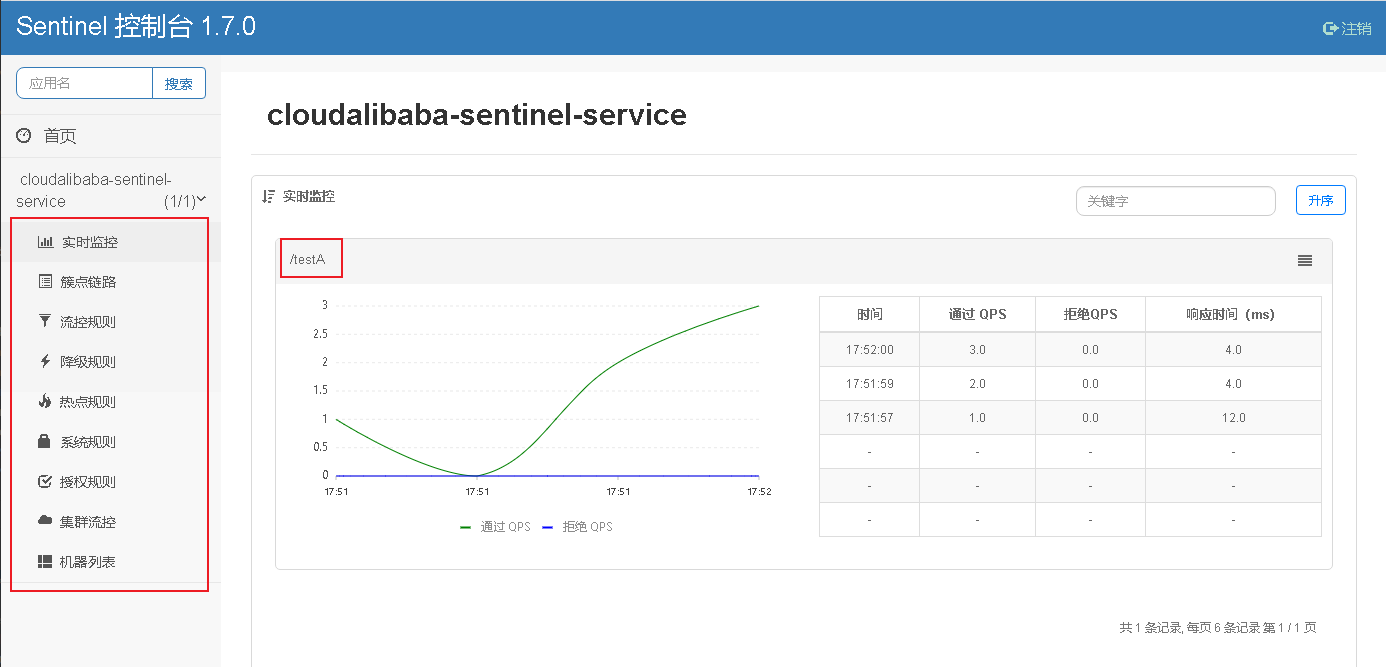 Sentinel 控制台 1.7.0
注销
应用名
搜索
首页
cloudalibaba-sentinel-
service
(1/1)
实时监控
簇点链路
流控规则
降级规则
热点规则
系统规则
授权规则
集群流控
机器列表
cloudalibaba-sentinel-service
实时监控
关键字
升序
/testA
3
2.5
2
1.5
1
0.5
0
17:51 17:51 17:51 17:52
通过 QPS 拒绝 QPS
时间 通过 QPS 拒绝QPS 响应时间（ms)
17:52:00 3.0 0.0 4.0
17:51:59 2.0 0.0 4.0
17:51:57 1.0 0.0 12.0
- - - -
- - - -
- - - -
共 1 条记录, 每页 6 条记录 第 1 / 1 页